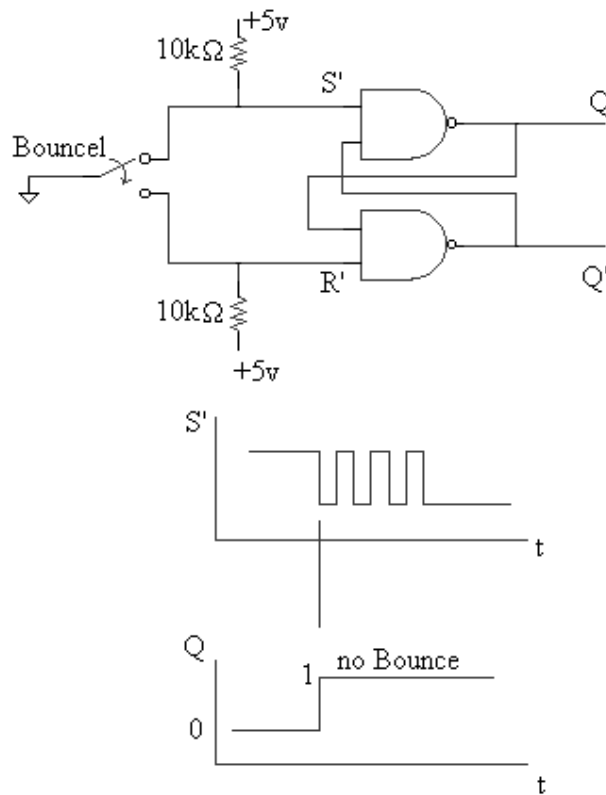 +5v
10kΩ
S'
Q
Bounce1
Q'
R'
10kΩ
+5v
S'
t
Q
1 no Bounce
0
t